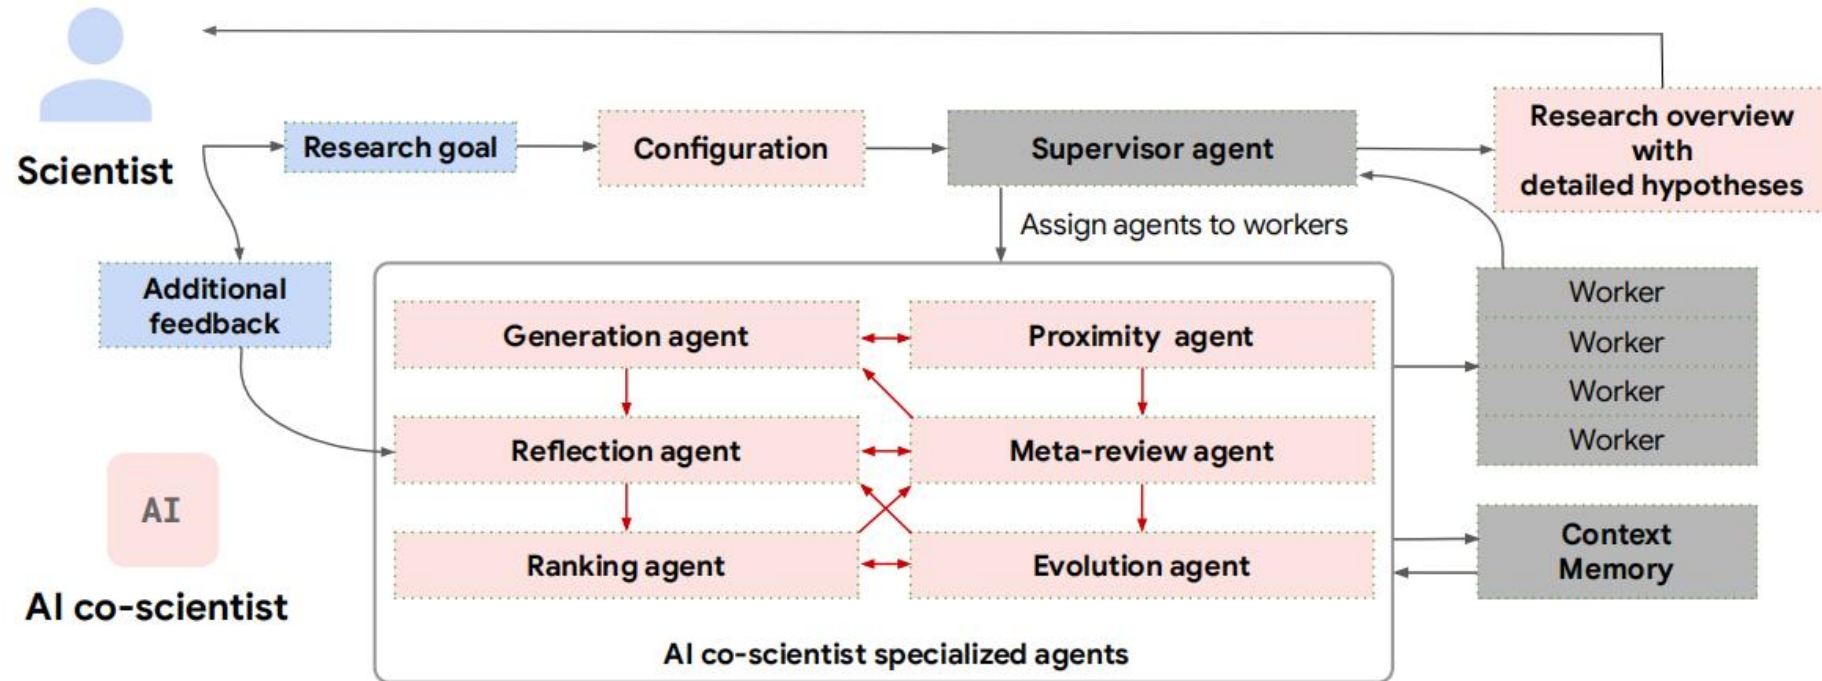 Scientist
Research goal
Configuration
Supervisor agent
Research overview
with
detailed hypotheses
Assign agents to workers
Additional
feedback
Generation agent
Proximity agent
Reflection agent
Meta-review agent
Ranking agent
Evolution agent
AI co-scientist specialized agents
Worker
Worker
Worker
Worker
Context
Memory
AI
AI co-scientist